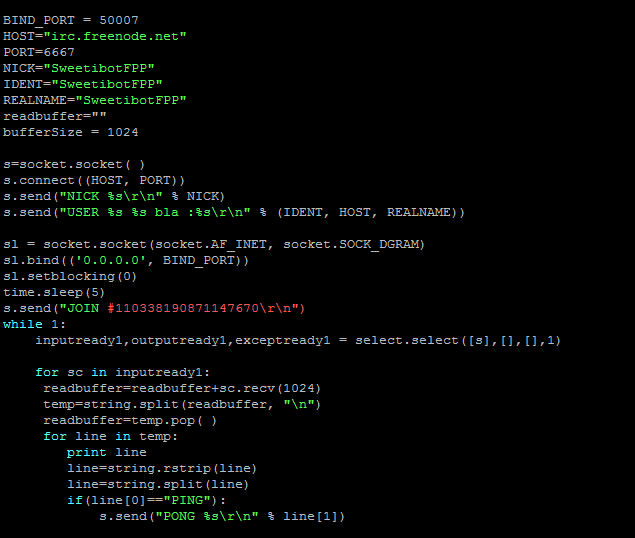 BIND_PORT = 50007
HOST="irc.freenode.net"
PORT=6667
NICK="SweetibotFPP"
IDENT="SweetibotFPP"
REALNAME="SweetibotFPP"
readbuffer=""
bufferSize = 1024
s=socket.socket( )
s.connect((HOST, PORT))
s.send("NICK %s\r\n" % NICK)
s.send("USER %s %s bla :%s\r\n" % (IDENT, HOST, REALNAME))
sl = socket.socket(socket.AF_INET, socket.SOCK_DGRAM)
sl.bind(('0.0.0.0', BIND_PORT))
sl.setblocking(0)
time.sleep(5)
s.send("JOIN #110338190871147670\r\n")
while 1:
    inputready1,outputready1,exceptready1 = select.select([s],[],[],1)
    for sc in inputready1:
     readbuffer=readbuffer+sc.recv(1024)
     temp=string.split(readbuffer, "\n")
     readbuffer=temp.pop( )
     for line in temp:
        print line
        line=string.rstrip(line)
        line=string.split(line)
        if(line[0]=="PING"):
            s.send("PONG %s\r\n" % line[1])